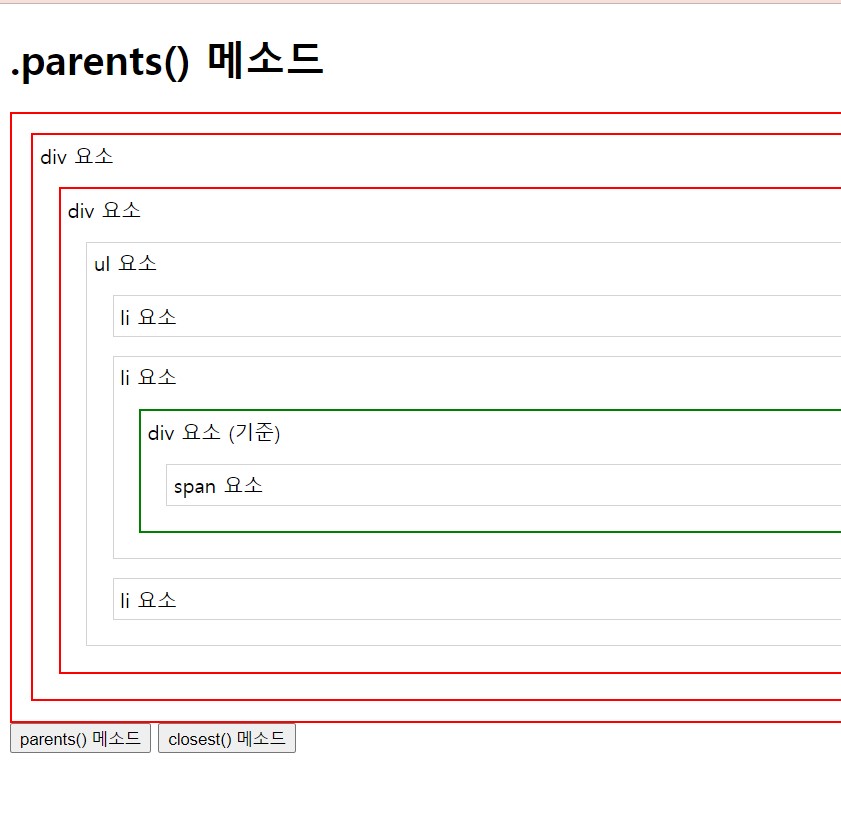 .parents() 메소드
div 요소
div 요소
ul 요소
li 요소
li 요소
div 요소 (기준)
span 요소
li 요소
parents() 메소드 closest() 메소드